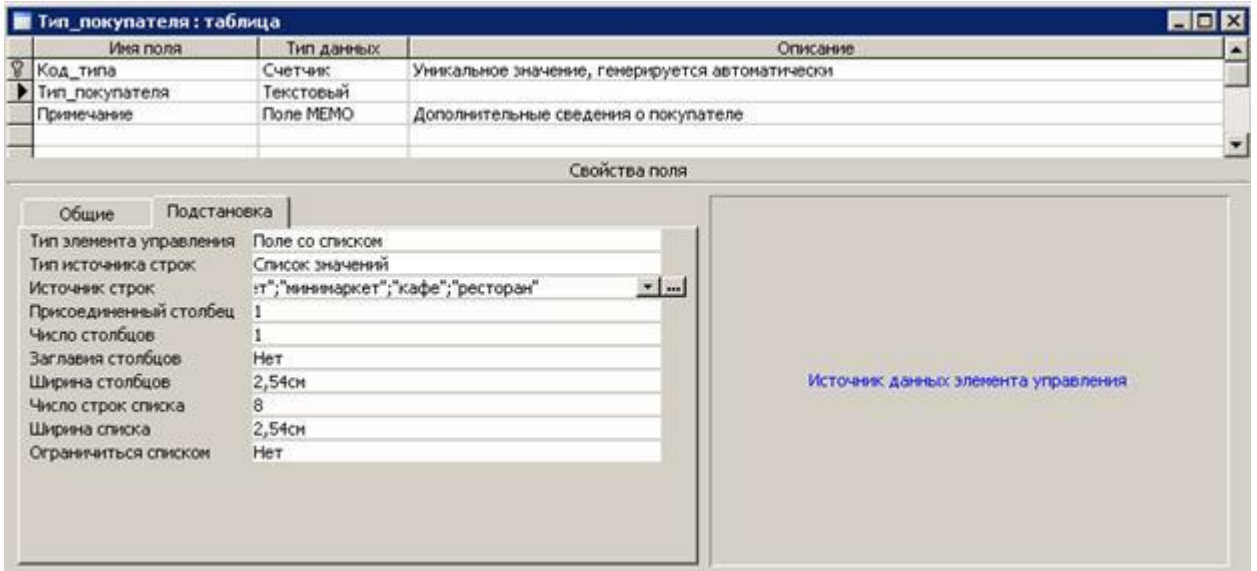 Тип_покупателя : таблица
Имя поля Тип данных Описание
Код_типа Счетчик Уникальное значение, генерируется автоматически
Тип_покупателя Текстовый
Примечание Поле МЕМО Дополнительные сведения о покупателе
Свойства поля
Общие Подстановка
Тип элемента управления Поле со списком
Тип источника строк Список значений
Источник строк ет";"минимаркет";"кафе";"ресторан" ...
Присоединенный столбец 1
Число столбцов 1
Заглавия столбцов Нет
Ширина столбцов 2,54см
Число строк списка 8
Ширина списка 2,54см
Ограничиться списком Нет
Источник данных элемента управления